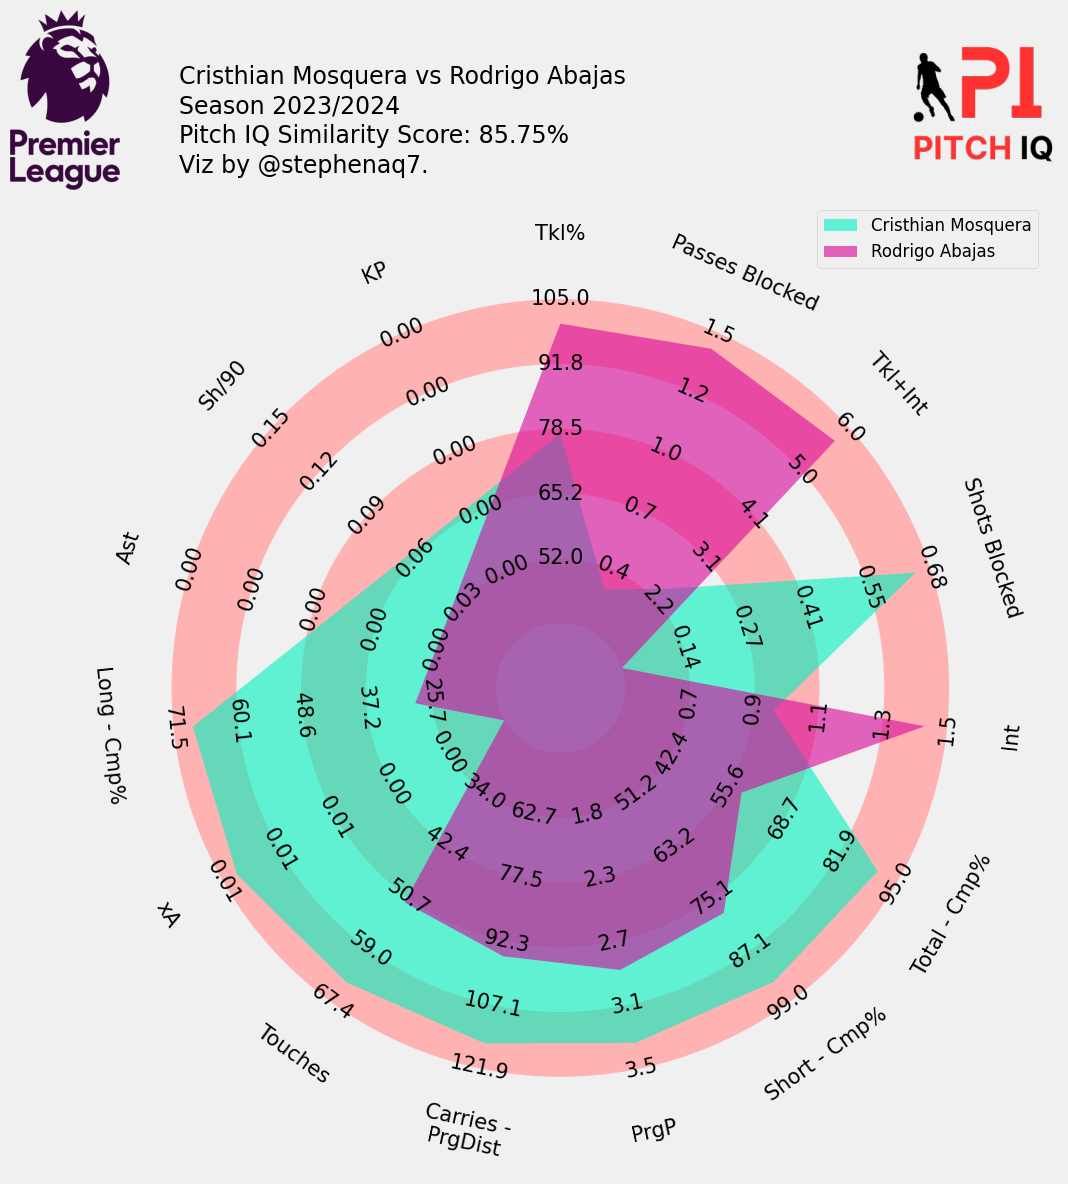 Premier
League
Cristhian Mosquera vs Rodrigo Abajas
Season 2023/2024
Pitch IQ Similarity Score: 85.75%
Viz by @stephenaq7.
PI
PITCH IQ
Cristhian Mosquera
Rodrigo Abajas
Tkl%
52.0
65.2
78.5
91.8
105.0
Passes Blocked
0.4
0.7
1.0
1.2
1.5
Tkl+Int
2.2
3.1
4.1
5.0
6.0
Shots Blocked
0.14
0.27
0.41
0.55
0.68
Int
0.7
0.9
1.1
1.3
1.5
Total - Cmp%
42.4
55.6
68.7
81.9
95.0
Short - Cmp%
51.2
63.2
75.1
87.1
99.0
PrgP
1.8
2.3
2.7
3.1
3.5
Carries -
PrgDist
62.7
77.5
92.3
107.1
121.9
Touches
34.0
42.4
50.7
59.0
67.4
xA
0.00
0.00
0.01
0.01
0.01
Long - Cmp%
25.7
37.2
48.6
60.1
71.5
Ast
0.00
0.00
0.00
0.00
0.00
Sh/90
0.03
0.06
0.09
0.12
0.15
KP
0.00
0.00
0.00
0.00
0.00